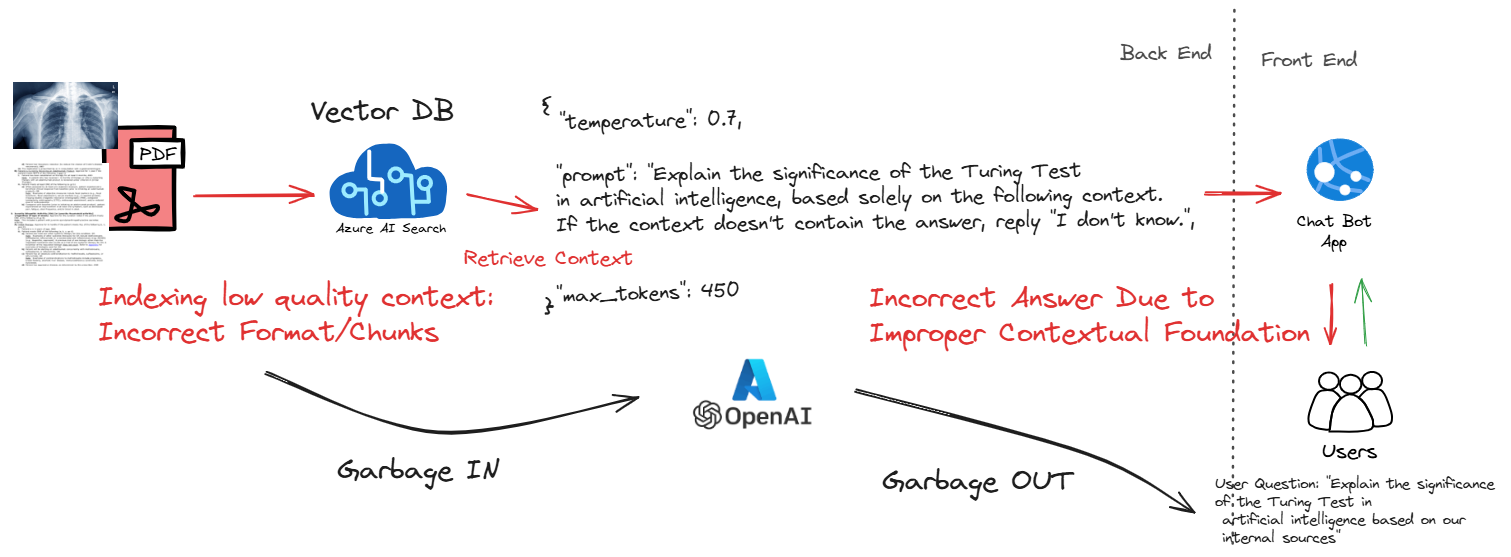 Back End
Front End
Vector DB
PDF
Azure AI Search
{
"temperature": 0.7,
"prompt": "Explain the significance of the Turing Test
in artificial intelligence, based solely on the following context.
If the context doesn't contain the answer, reply "I don't know.",
"max_tokens": 450
}
Retrieve Context
Chat Bot
App
Indexing low quality context:
Incorrect Format/Chunks
Incorrect Answer Due to
Improper Contextual Foundation
OpenAI
Garbage IN
Garbage OUT
Users
User Question: "Explain the significance
of the Turing Test in
artificial intelligence based on our
internal sources"